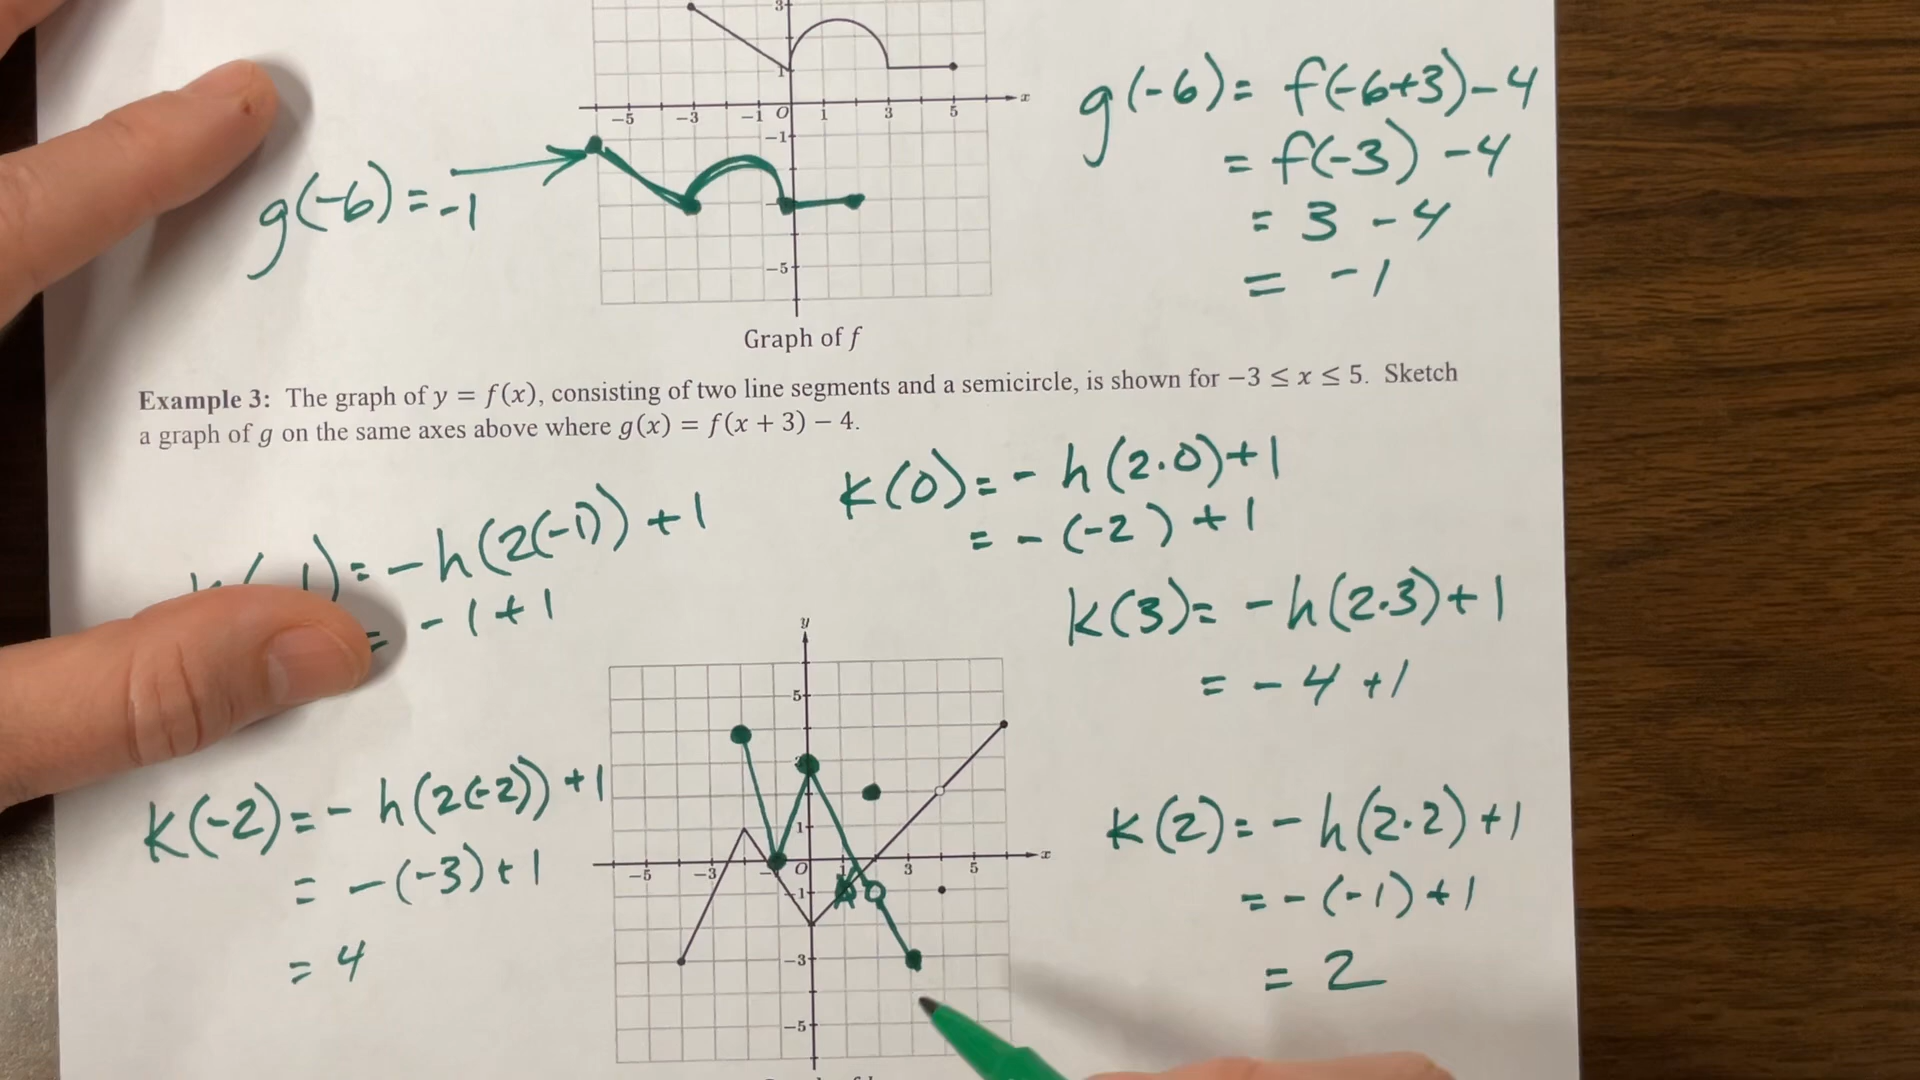 3
x
-5 -3 -1 O 1 3 5
1
-1
-5
g(-6) = -1
g(-6) = f(-6+3)-4
= f(-3) -4
= 3 - 4
= -1
Graph of f
Example 3: The graph of y = f(x), consisting of two line segments and a semicircle, is shown for −3 ≤ x ≤ 5. Sketch
a graph of g on the same axes above where g(x) = f(x + 3) − 4.
1) = -h(2(-1)) + 1
= -1 + 1
k(0) = - h(2·0)+1
= - (-2) + 1
k(3) = -h(2·3)+1
= -4 +1
k(-2) = - h(2(-2)) +1
= -(-3) + 1
= 4
k(2) = - h(2·2) +1
= -(-1) +1
= 2
y
5
1
x
-5 -3 O 3 5
-1
-3
-5